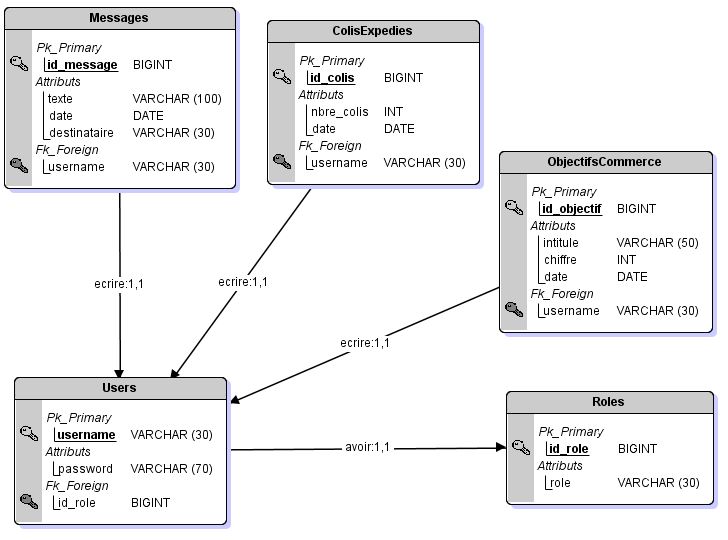 Messages
Pk_Primary
id_message BIGINT
Attributs
texte VARCHAR (100)
date DATE
destinataire VARCHAR (30)
Fk_Foreign
username VARCHAR (30)
ColisExpedies
Pk_Primary
id_colis BIGINT
Attributs
nbre_colis INT
date DATE
Fk_Foreign
username VARCHAR (30)
ObjectifsCommerce
Pk_Primary
id_objectif BIGINT
Attributs
intitule VARCHAR (50)
chiffre INT
date DATE
Fk_Foreign
username VARCHAR (30)
ecrire:1,1
ecrire:1,1
ecrire:1,1
Users
Pk_Primary
username VARCHAR (30)
Attributs
password VARCHAR (70)
Fk_Foreign
id_role BIGINT
avoir:1,1
Roles
Pk_Primary
id_role BIGINT
Attributs
role VARCHAR (30)